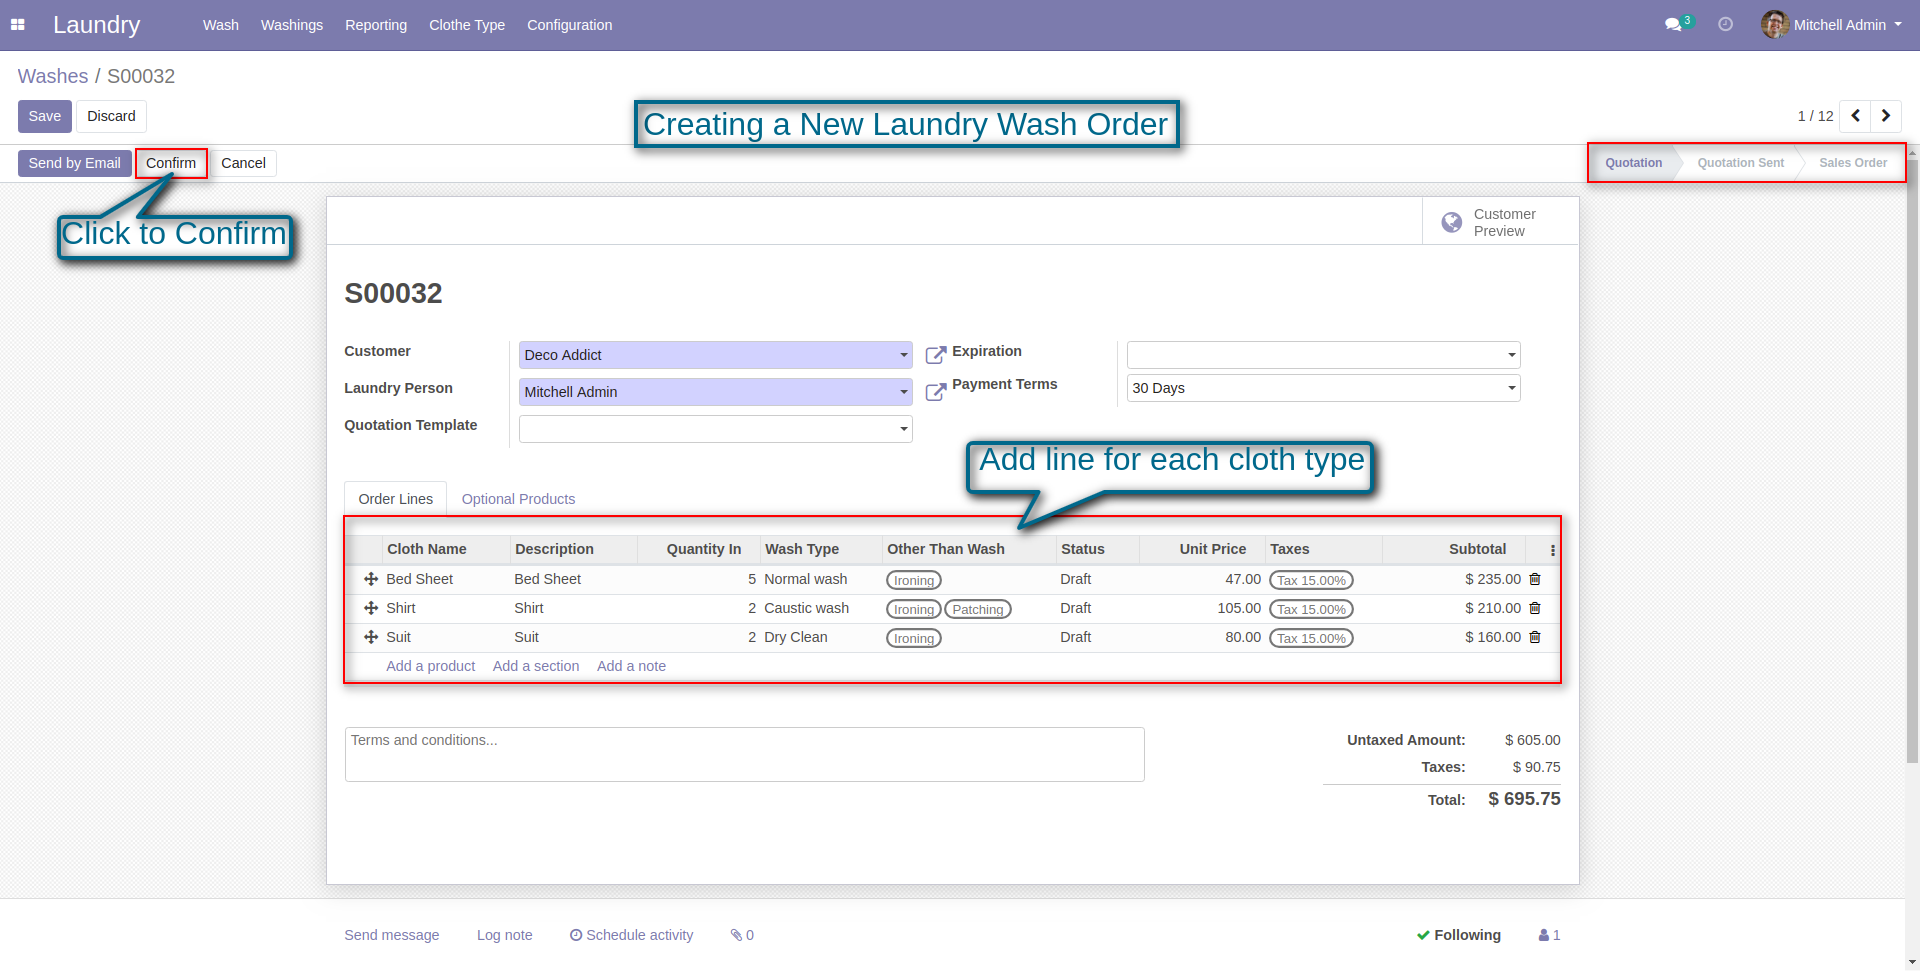 Laundry Wash Washings Reporting Clothe Type Configuration 3 Mitchell Admin
Washes / S00032
Save Discard
Creating a New Laundry Wash Order
1 / 12
Send by Email Confirm Cancel
Quotation Quotation Sent Sales Order
Click to Confirm
Customer
Preview
S00032
Customer Deco Addict Expiration
Laundry Person Mitchell Admin Payment Terms 30 Days
Quotation Template
Add line for each cloth type
Order Lines Optional Products
Cloth Name Description Quantity In Wash Type Other Than Wash Status Unit Price Taxes Subtotal
Bed Sheet Bed Sheet 5 Normal wash Ironing Draft 47.00 Tax 15.00% $ 235.00
Shirt Shirt 2 Caustic wash Ironing Patching Draft 105.00 Tax 15.00% $ 210.00
Suit Suit 2 Dry Clean Ironing Draft 80.00 Tax 15.00% $ 160.00
Add a product Add a section Add a note
Terms and conditions...
Untaxed Amount: $ 605.00
Taxes: $ 90.75
Total: $ 695.75
Send message Log note Schedule activity 0 Following 1